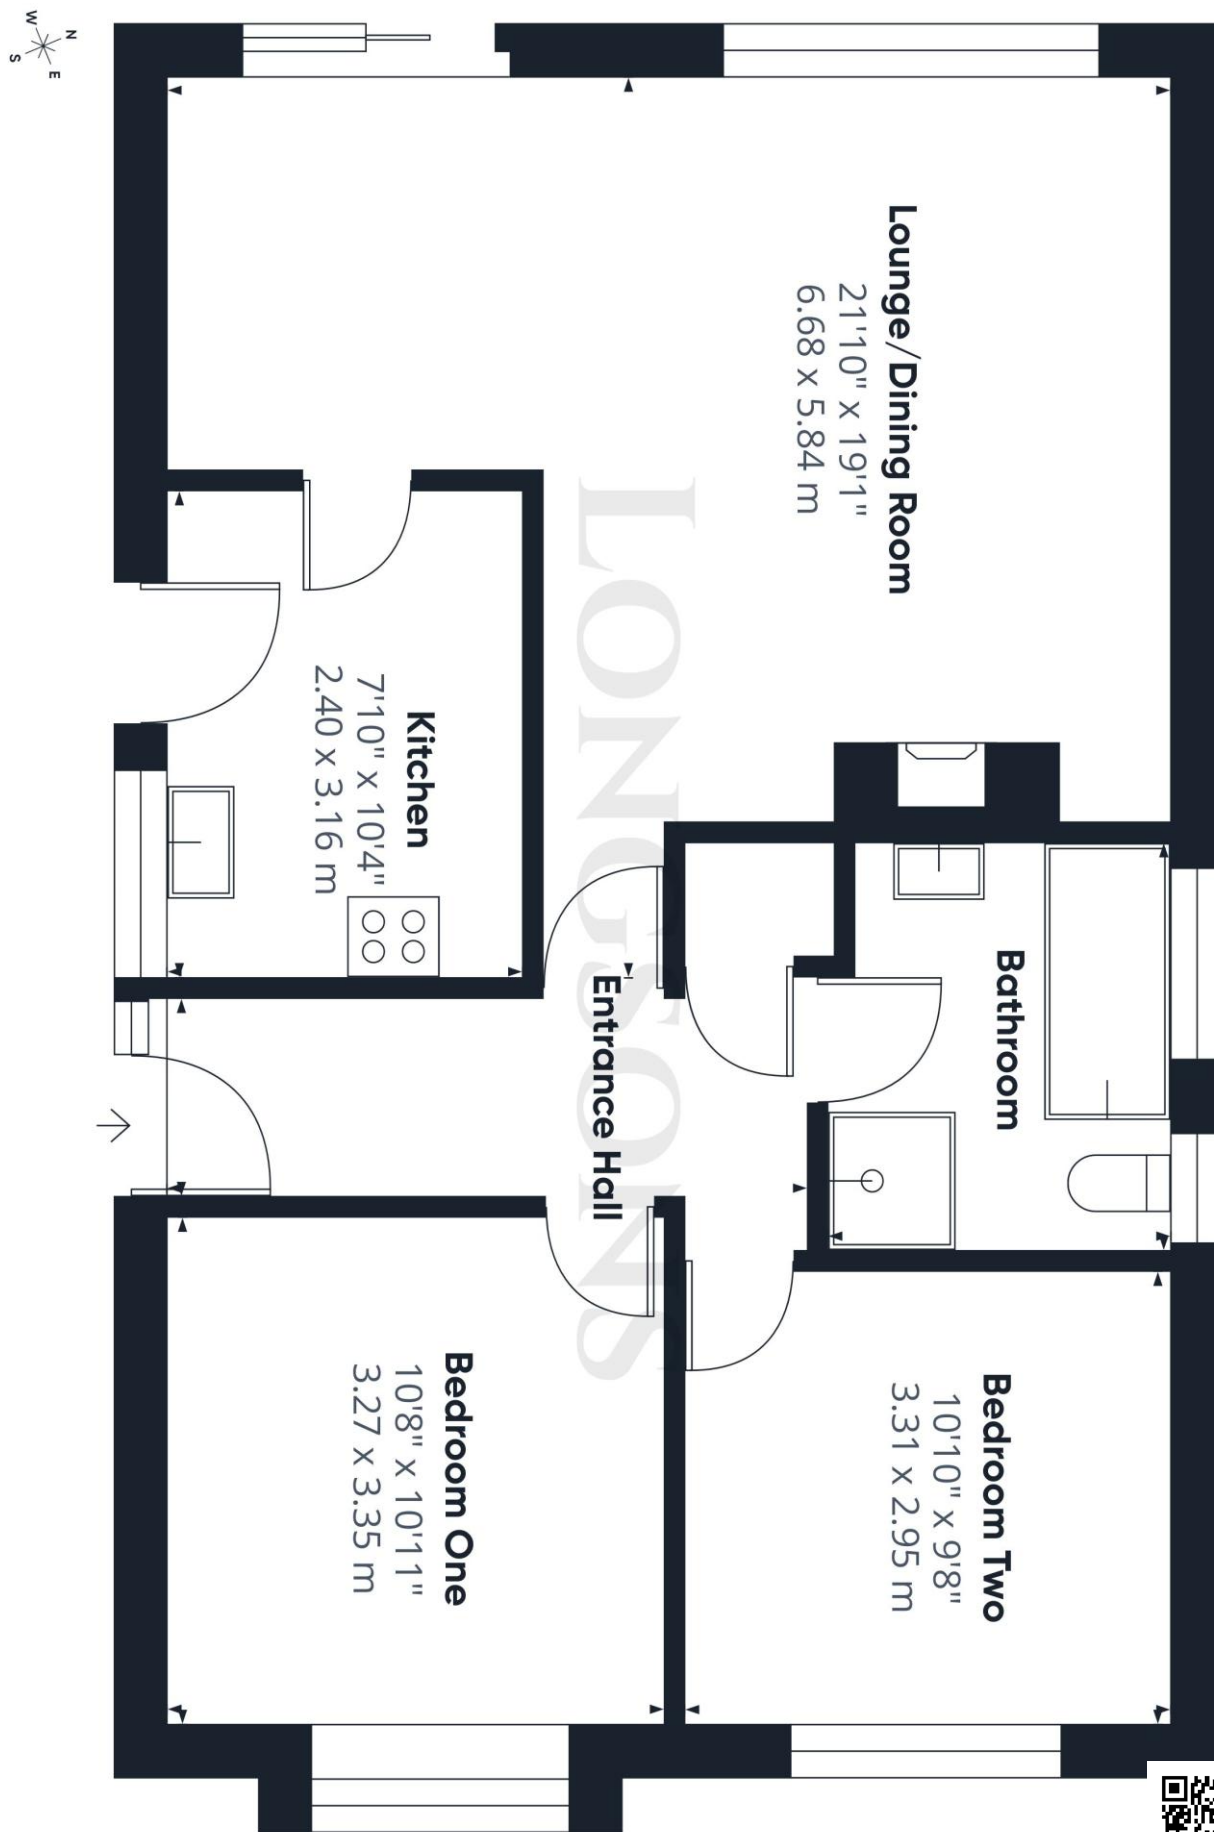 N
E
S
W
Lounge/Dining Room
21'10" x 19'1"
6.68 x 5.84 m
Kitchen
7'10" x 10'4"
2.40 x 3.16 m
Bathroom
Entrance Hall
LONGSONS
Bedroom Two
10'10" x 9'8"
3.31 x 2.95 m
Bedroom One
10'8" x 10'11"
3.27 x 3.35 m